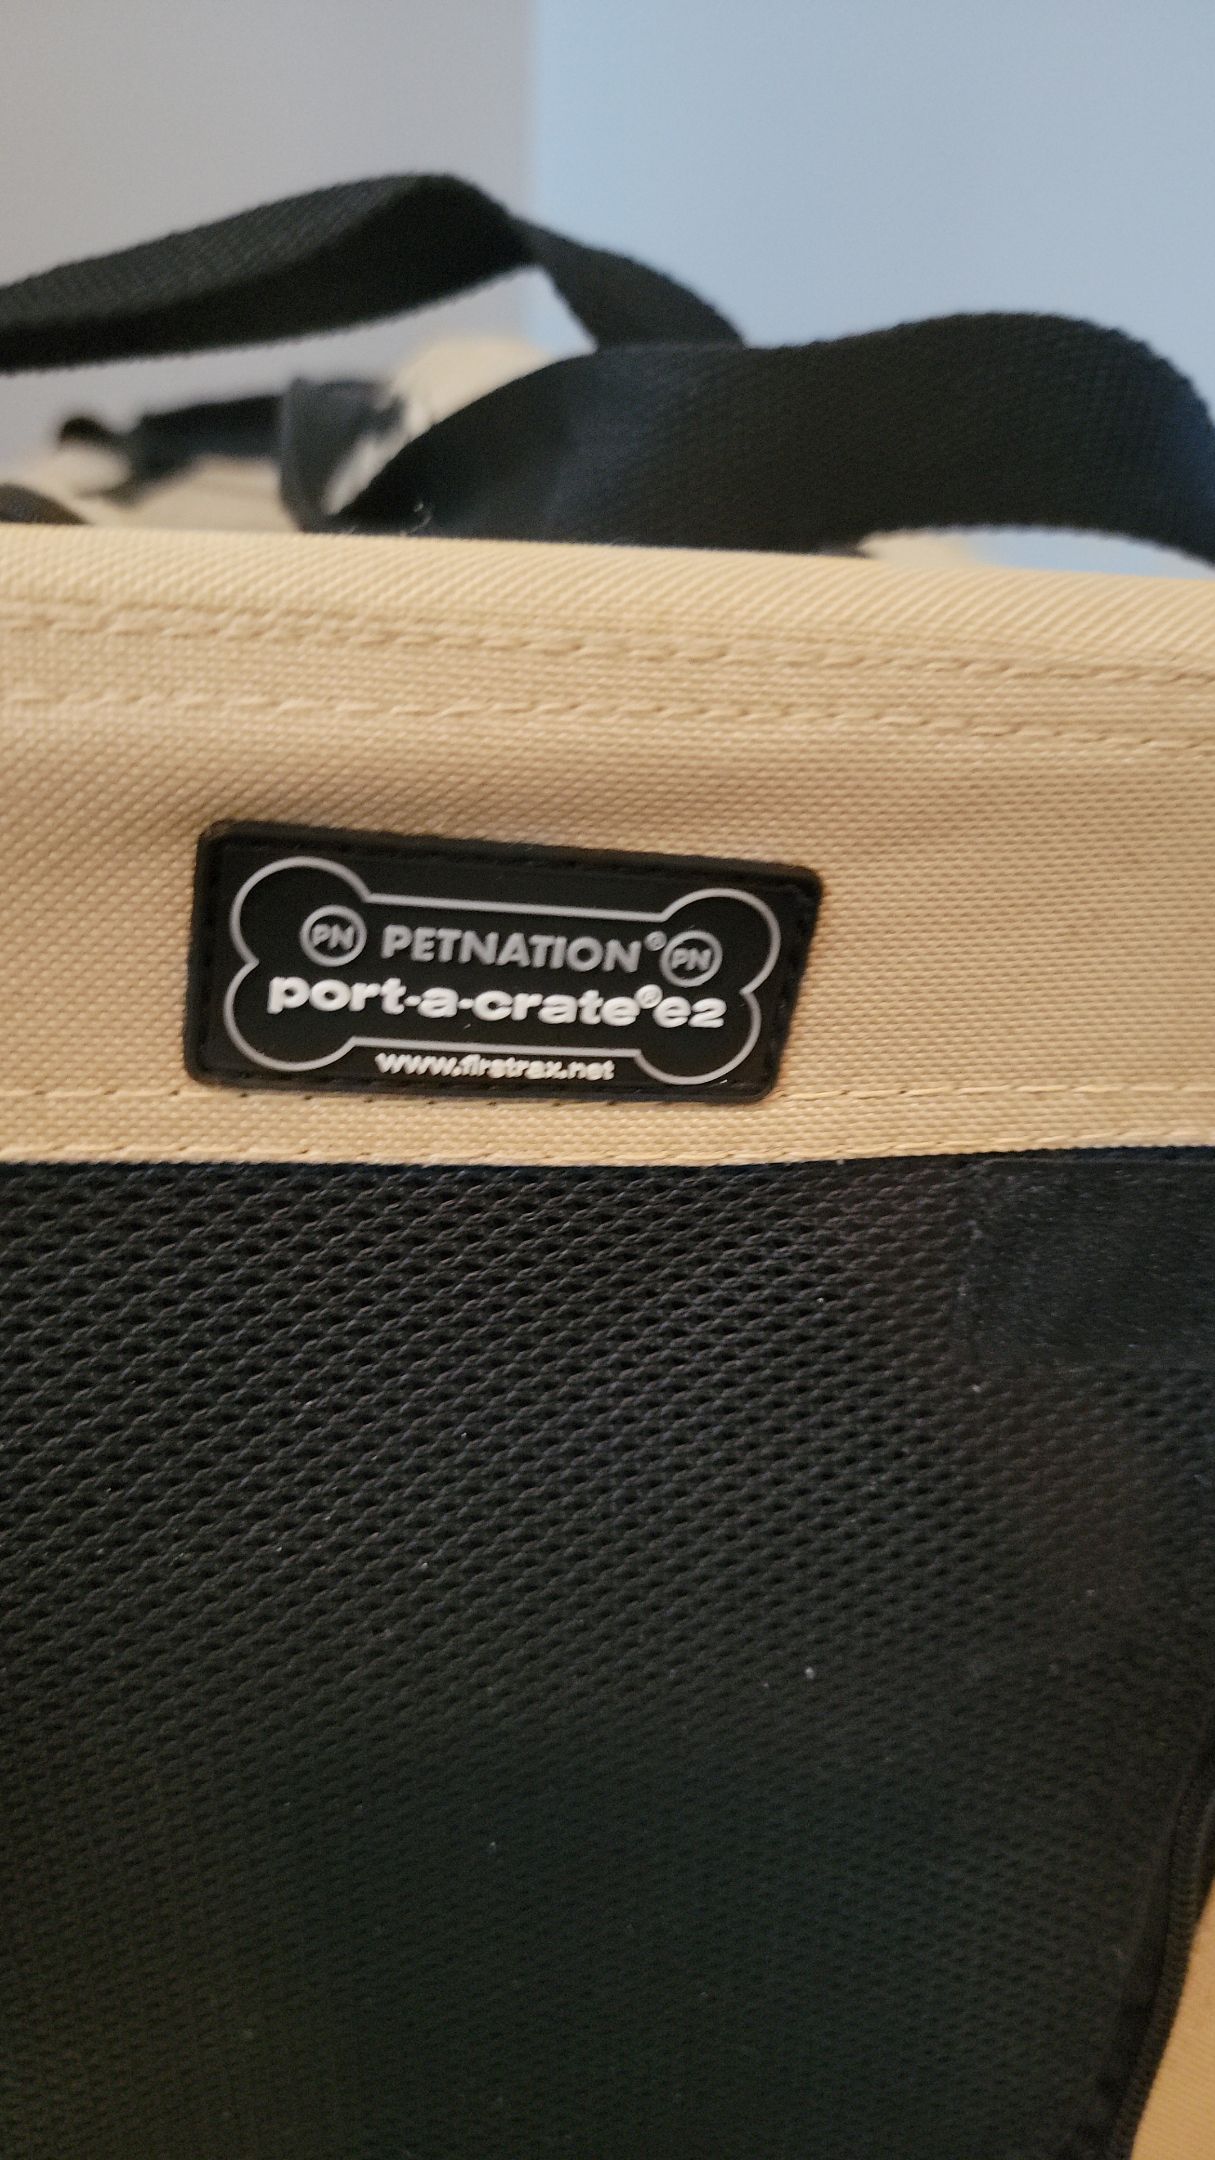 PN PETNATION® PN
port-a-crate®e2
www.firstrax.net